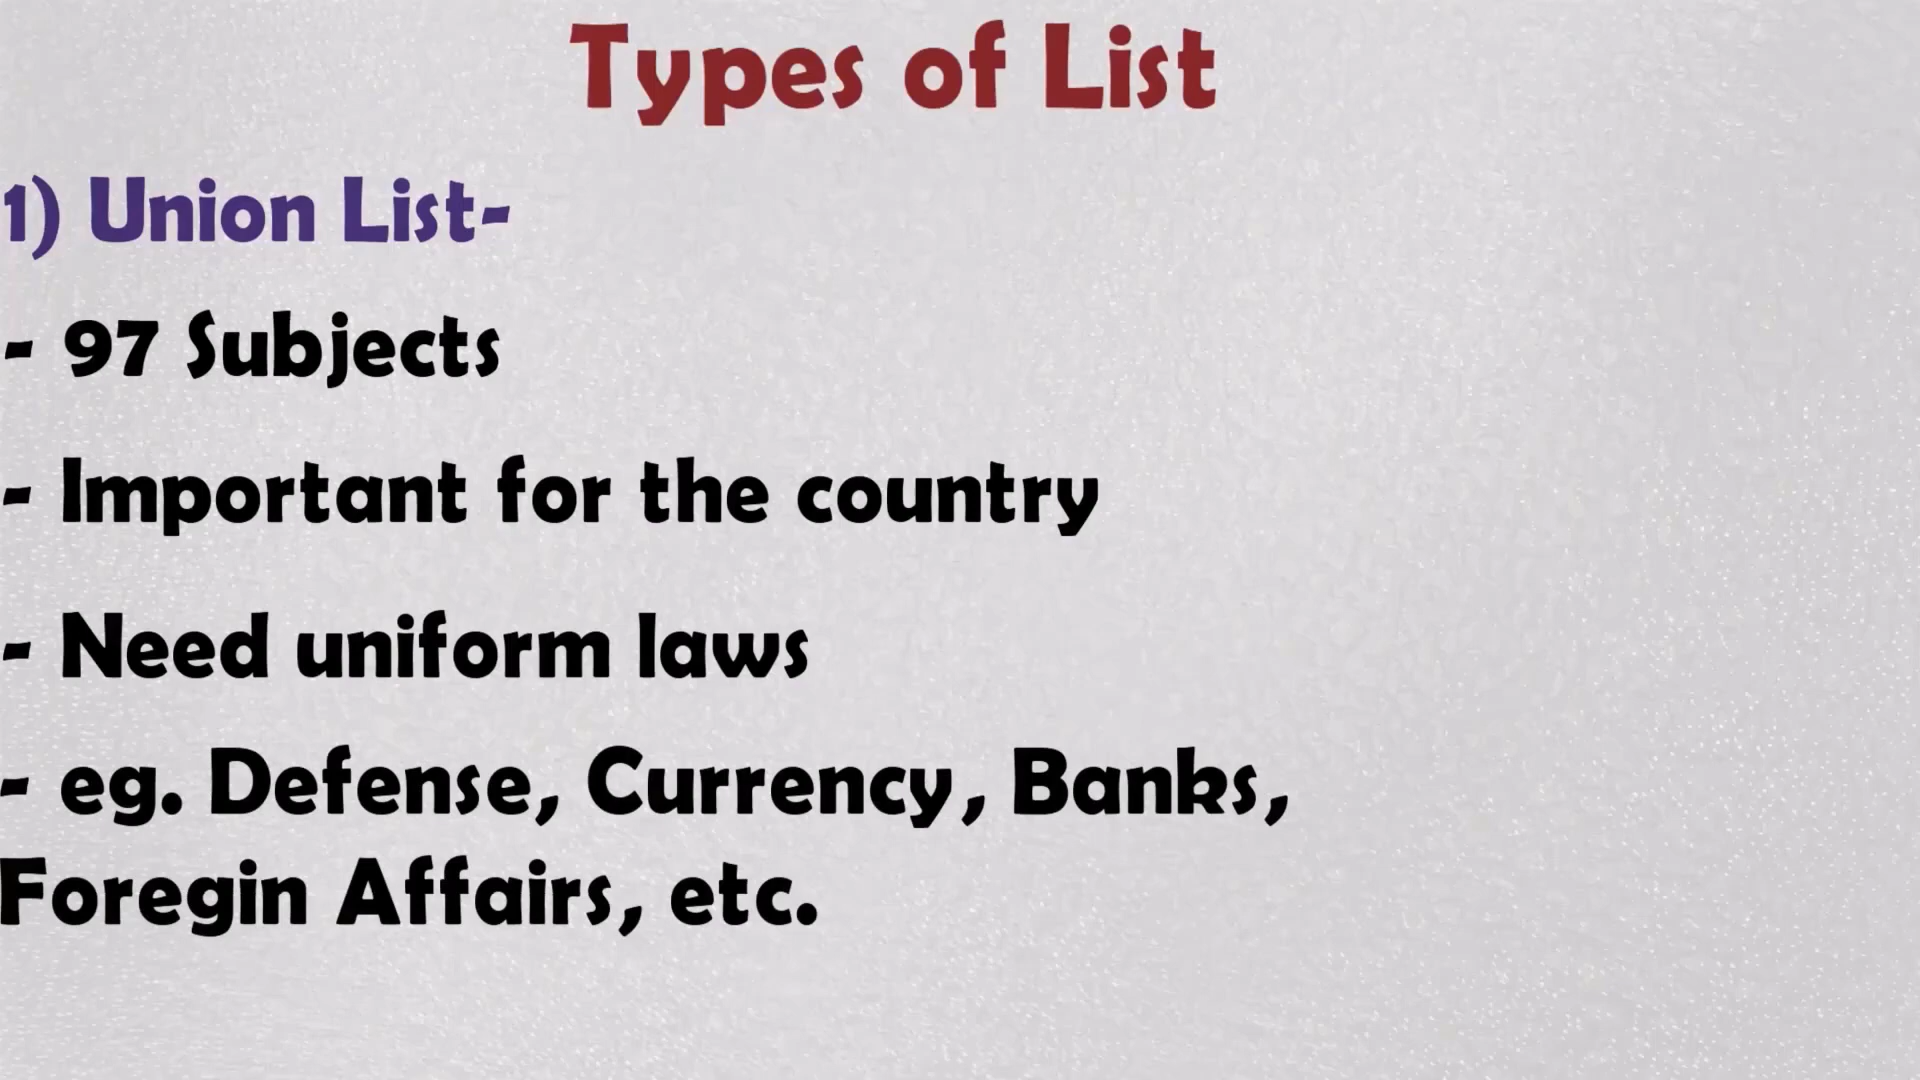 Types of List
1) Union List-
- 97 Subjects
- Important for the country
- Need uniform laws
- eg. Defense, Currency, Banks,
Foregin Affairs, etc.